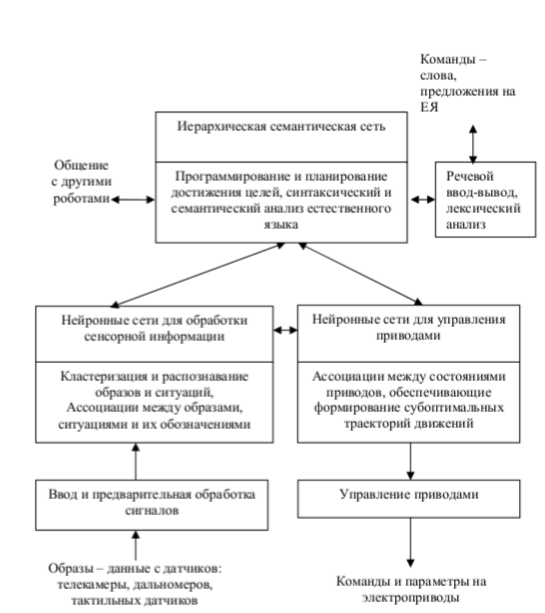 Команды –
слова,
предложения на
ЕЯ
Иерархическая семантическая сеть
Общение
с другими
роботами
Программирование и планирование
достижения целей, синтаксический и
семантический анализ естественного
языка
Речевой
ввод-вывод,
лексический
анализ
Нейронные сети для обработки
сенсорной информации
Кластеризация и распознавание
образов и ситуаций,
Ассоциации между образами,
ситуациями и их обозначениями
Нейронные сети для управления
приводами
Ассоциации между состояниями
приводов, обеспечивающие
формирование субоптимальных
траекторий движений
Ввод и предварительная обработка
сигналов
Управление приводами
Образы – данные с датчиков:
телекамеры, дальномеров,
тактильных датчиков
Команды и параметры на
электроприводы